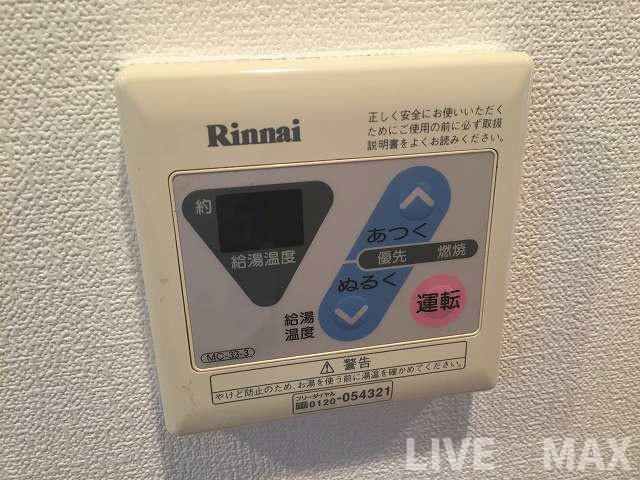 Rinnai
正しく安全にお使いいただく
ためにご使用の前に必ず取扱
説明書をよくお読みください。
約
給湯温度
あつく
優先
燃焼
ぬるく
給湯
温度
運転
MC-33-3
⚠ 警告
やけど防止のため、お湯を使う前に湯温を確かめてください。
フリーダイヤル
0120-054321
LIVE MAX